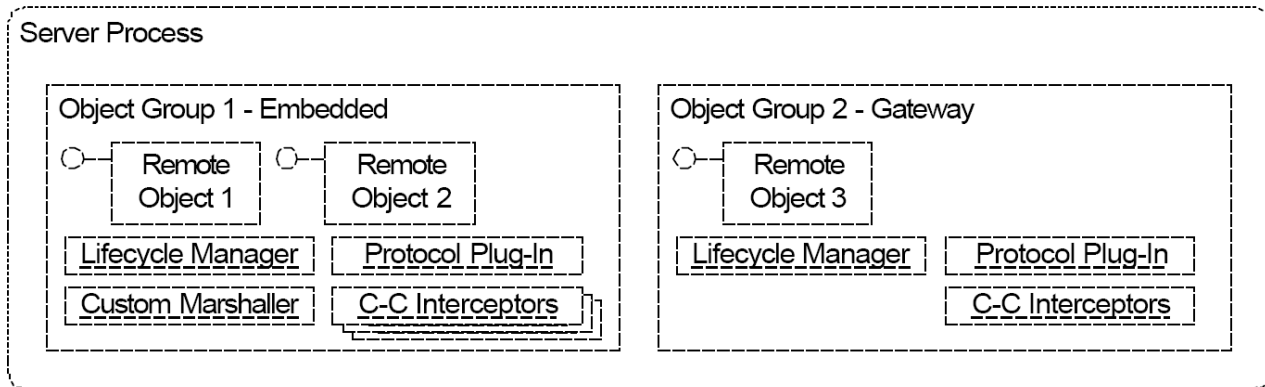 Server Process
Object Group 1 - Embedded
Remote
Object 1
Remote
Object 2
Lifecycle Manager
Protocol Plug-In
Custom Marshaller
C-C Interceptors
Object Group 2 - Gateway
Remote
Object 3
Lifecycle Manager
Protocol Plug-In
C-C Interceptors